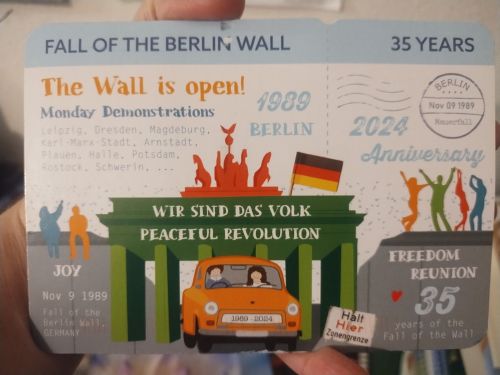 FALL OF THE BERLIN WALL
35 YEARS
The Wall is open!
Monday Demonstrations
Leipzig, Dresden, Magdeburg,
Karl-Marx-Stadt, Arnstadt,
Plauen, Halle, Potsdam,
Rostock, Schwerin, ...
1989
BERLIN
BERLIN
Nov 09 1989
Mauerfall
2024
Anniversary
WIR SIND DAS VOLK
PEACEFUL REVOLUTION
JOY
Nov 9 1989
Fall of the
Berlin Wall,
GERMANY
1989 - 2024
Halt
Hier
Zonengrenze
FREEDOM
REUNION
35
years of the
Fall of the Wall